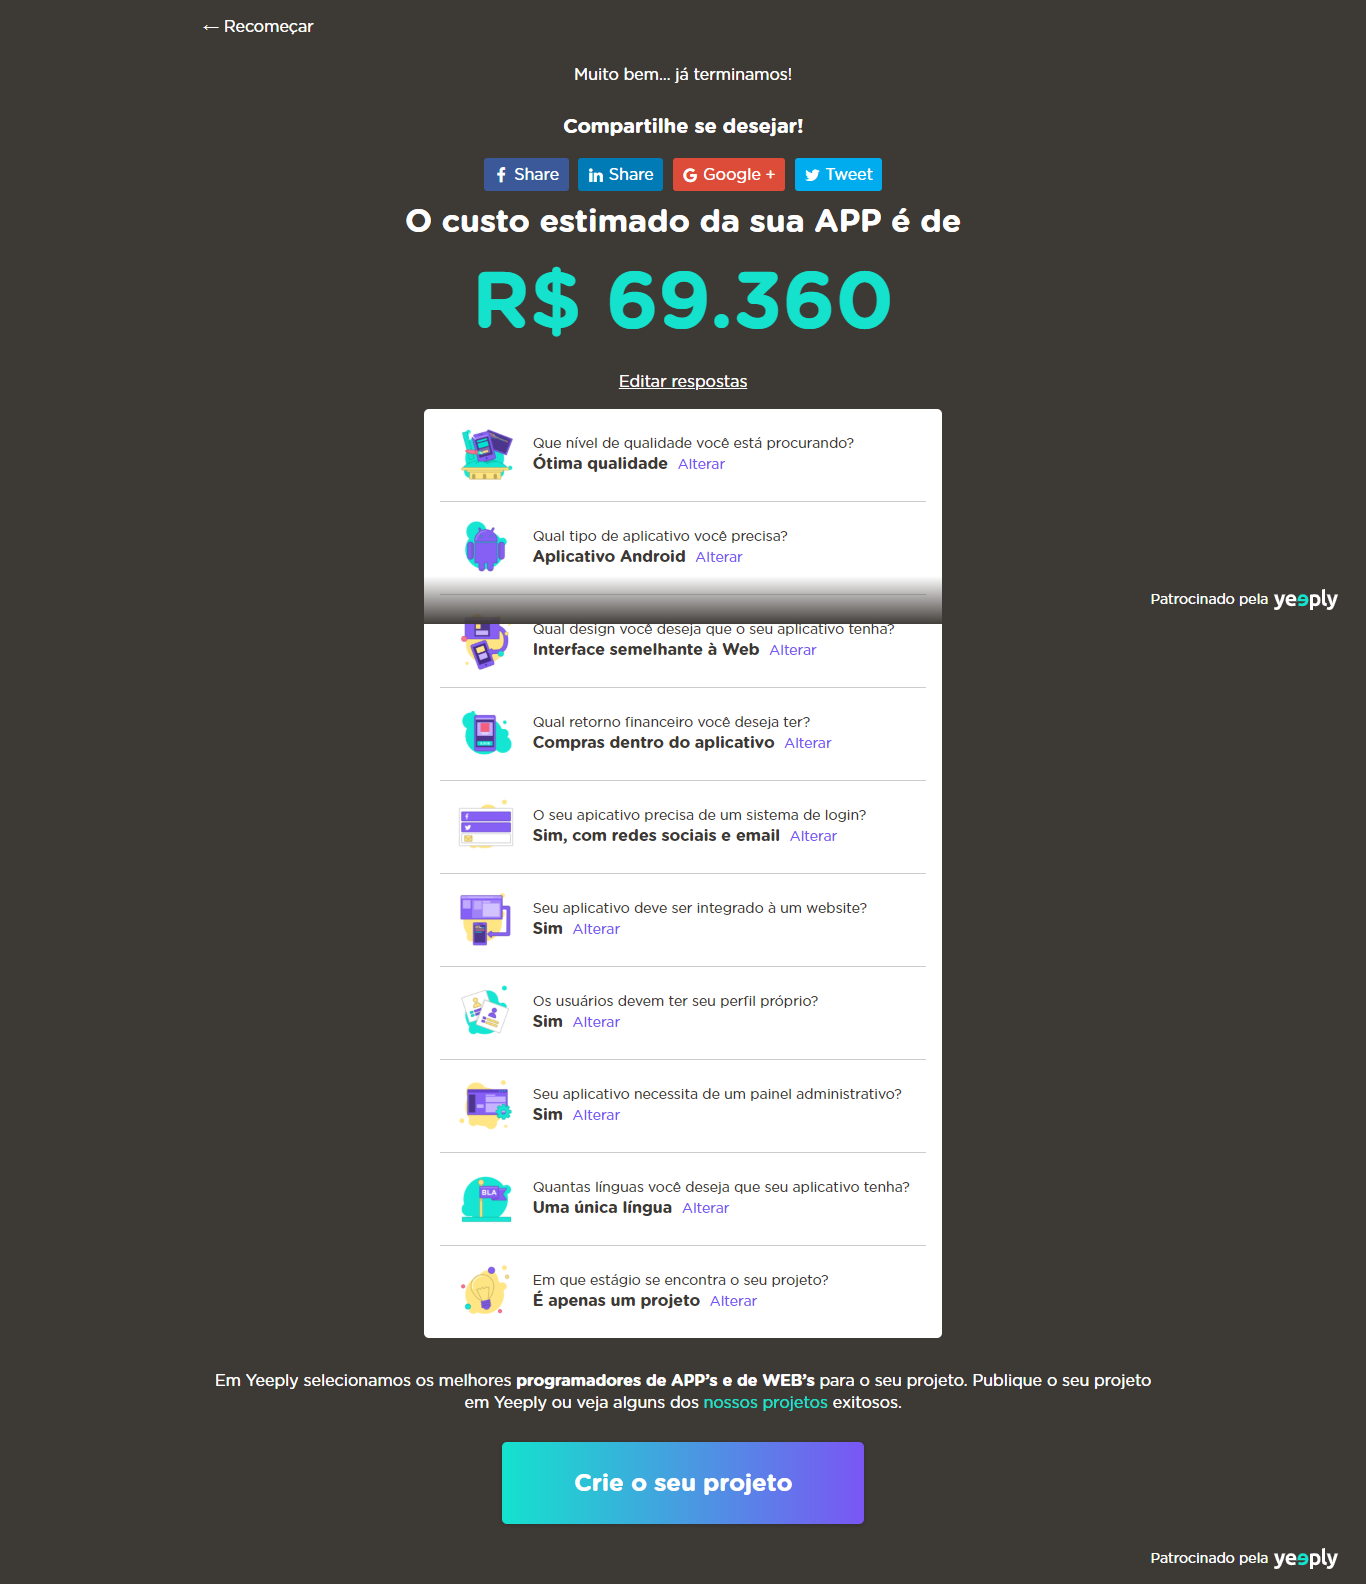 ← Recomeçar
Muito bem... já terminamos!
Compartilhe se desejar!
Share
Share
Google +
Tweet
O custo estimado da sua APP é de
R$ 69.360
Editar respostas
Que nível de qualidade você está procurando?
Ótima qualidade Alterar
Qual tipo de aplicativo você precisa?
Aplicativo Android Alterar
Patrocinado pela yeeply
Qual design você deseja que o seu aplicativo tenha?
Interface semelhante à Web Alterar
Qual retorno financeiro você deseja ter?
Compras dentro do aplicativo Alterar
O seu apicativo precisa de um sistema de login?
Sim, com redes sociais e email Alterar
Seu aplicativo deve ser integrado à um website?
Sim Alterar
Os usuários devem ter seu perfil próprio?
Sim Alterar
Seu aplicativo necessita de um painel administrativo?
Sim Alterar
BLA
Quantas línguas você deseja que seu aplicativo tenha?
Uma única língua Alterar
Em que estágio se encontra o seu projeto?
É apenas um projeto Alterar
Em Yeeply selecionamos os melhores programadores de APP’s e de WEB’s para o seu projeto. Publique o seu projeto
em Yeeply ou veja alguns dos nossos projetos exitosos.
Crie o seu projeto
Patrocinado pela yeeply